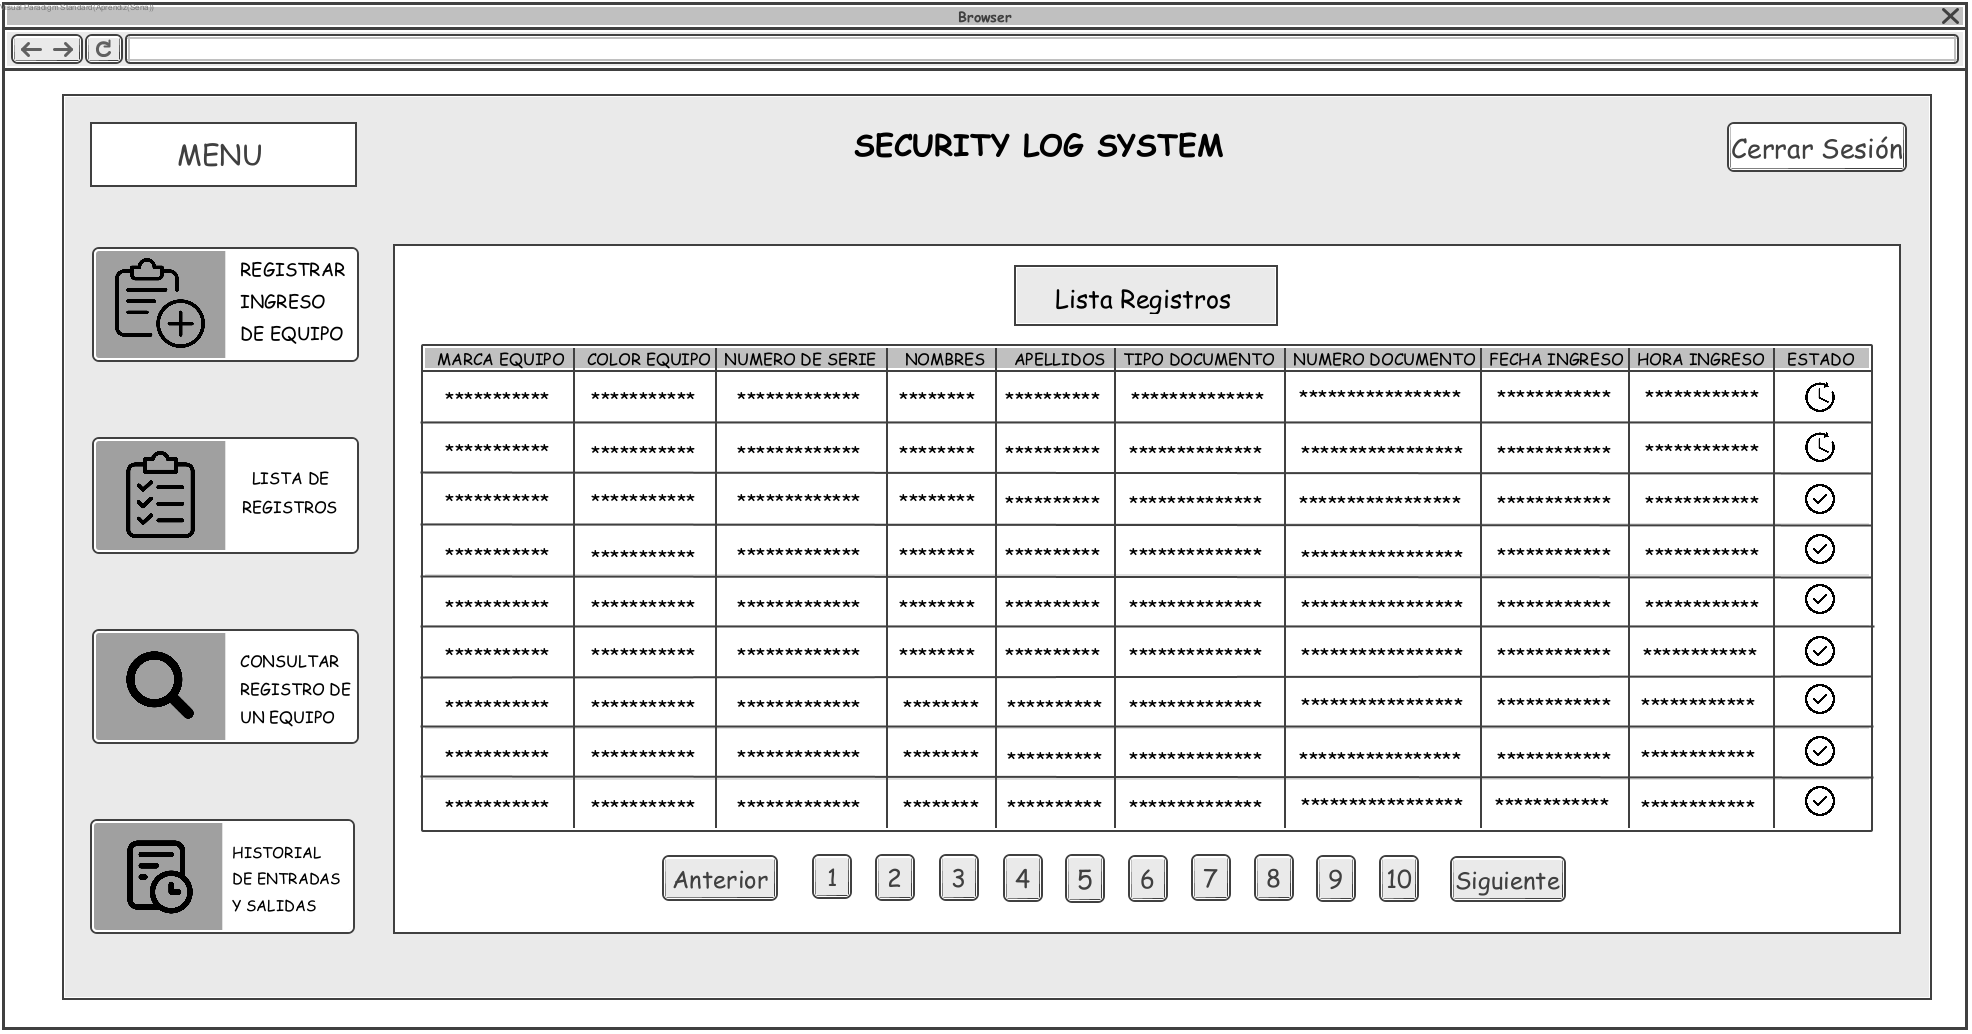 Visual Paradigm Standard(Aprendiz(Sena))
Browser
MENU
SECURITY LOG SYSTEM
Cerrar Sesión
REGISTRAR
INGRESO
DE EQUIPO
LISTA DE
REGISTROS
CONSULTAR
REGISTRO DE
UN EQUIPO
HISTORIAL
DE ENTRADAS
Y SALIDAS
Lista Registros
MARCA EQUIPO COLOR EQUIPO NUMERO DE SERIE NOMBRES APELLIDOS TIPO DOCUMENTO NUMERO DOCUMENTO FECHA INGRESO HORA INGRESO ESTADO
*********** *********** ************* ******** ********** ************** ***************** ************ ************
*********** *********** ************* ******** ********** ************** ***************** ************ ************
*********** *********** ************* ******** ********** ************** ***************** ************ ************
*********** *********** ************* ******** ********** ************** ***************** ************ ************
*********** *********** ************* ******** ********** ************** ***************** ************ ************
*********** *********** ************* ******** ********** ************** ***************** ************ ************
*********** *********** ************* ******** ********** ************** ***************** ************ ************
*********** *********** ************* ******** ********** ************** ***************** ************ ************
*********** *********** ************* ******** ********** ************** ***************** ************ ************
Anterior 1 2 3 4 5 6 7 8 9 10 Siguiente